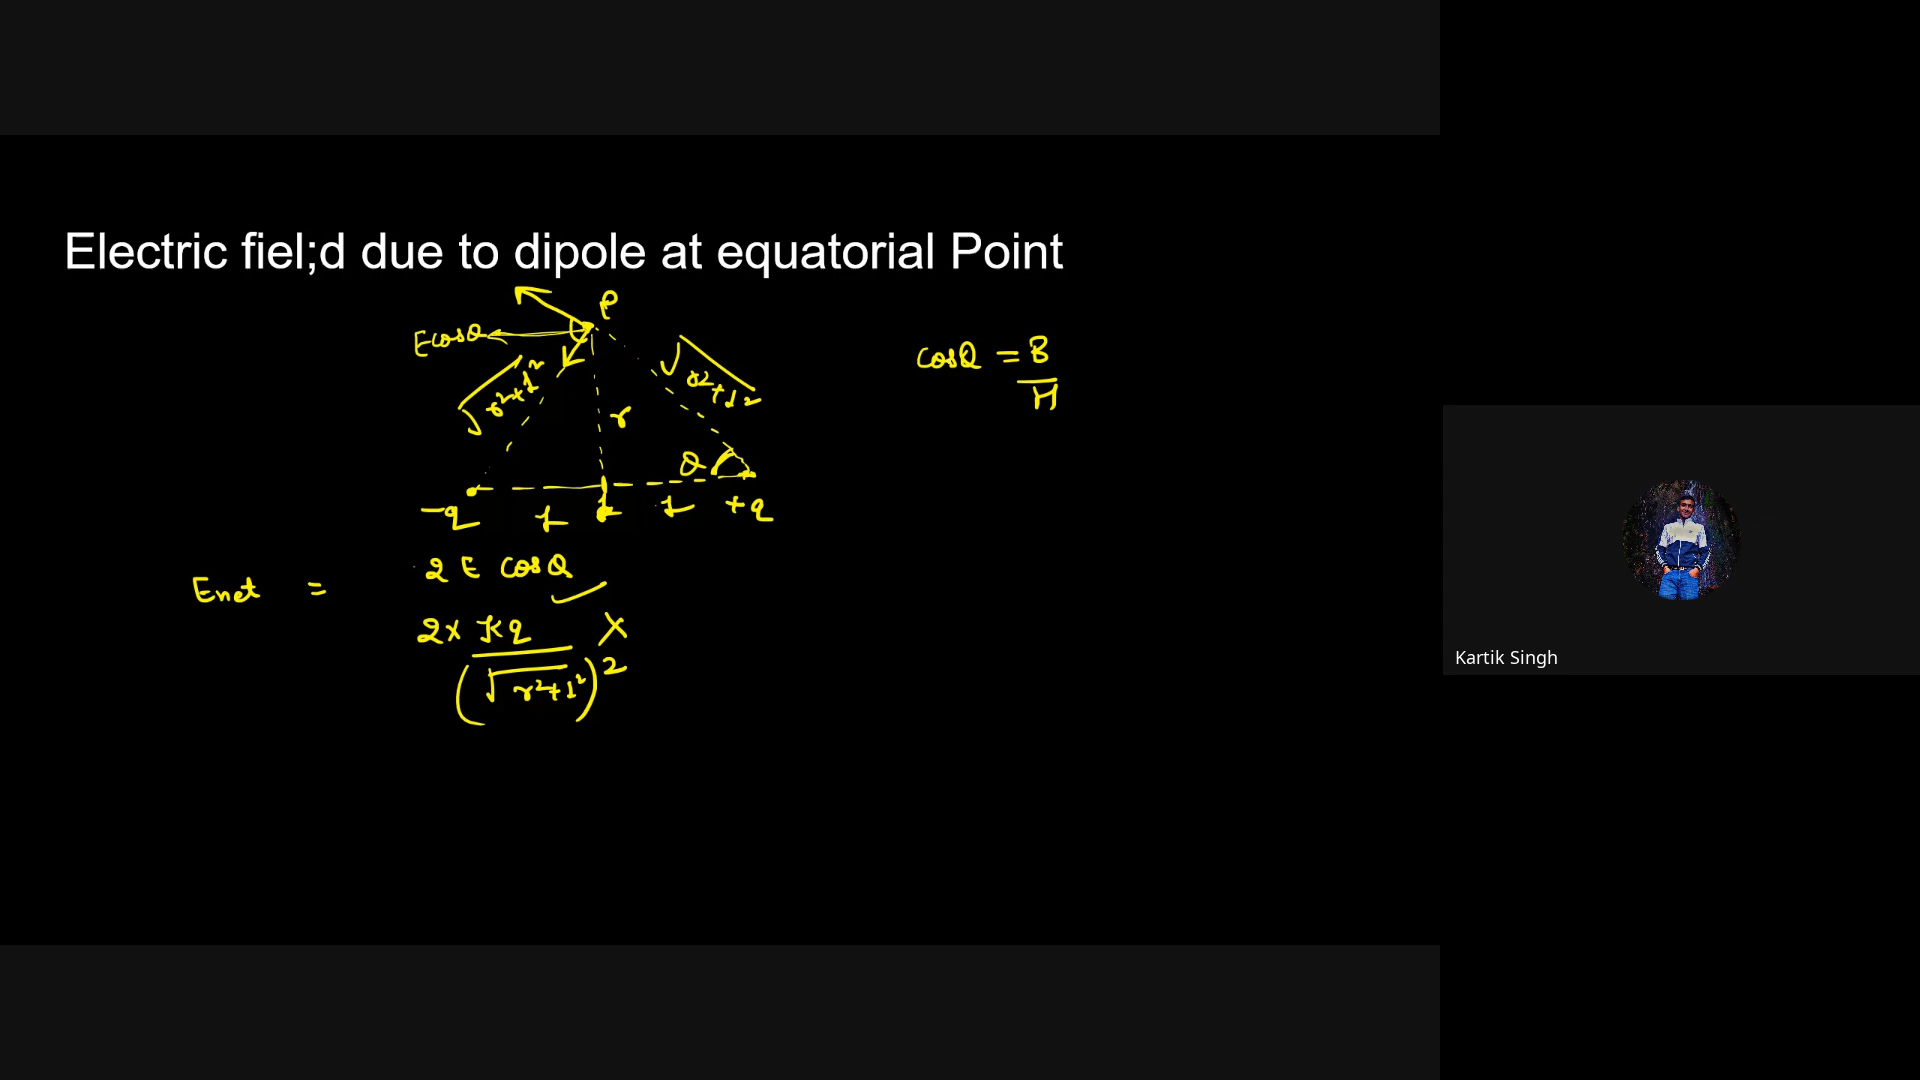 Electric fiel;d due to dipole at equatorial Point
P
Ecosθ
√r²+l²
√r²+l²
r
θ
-q l l +q
cosθ = B
H
Enet = 2 E cosθ
2x Kq X
(√r²+l²)²
Kartik Singh